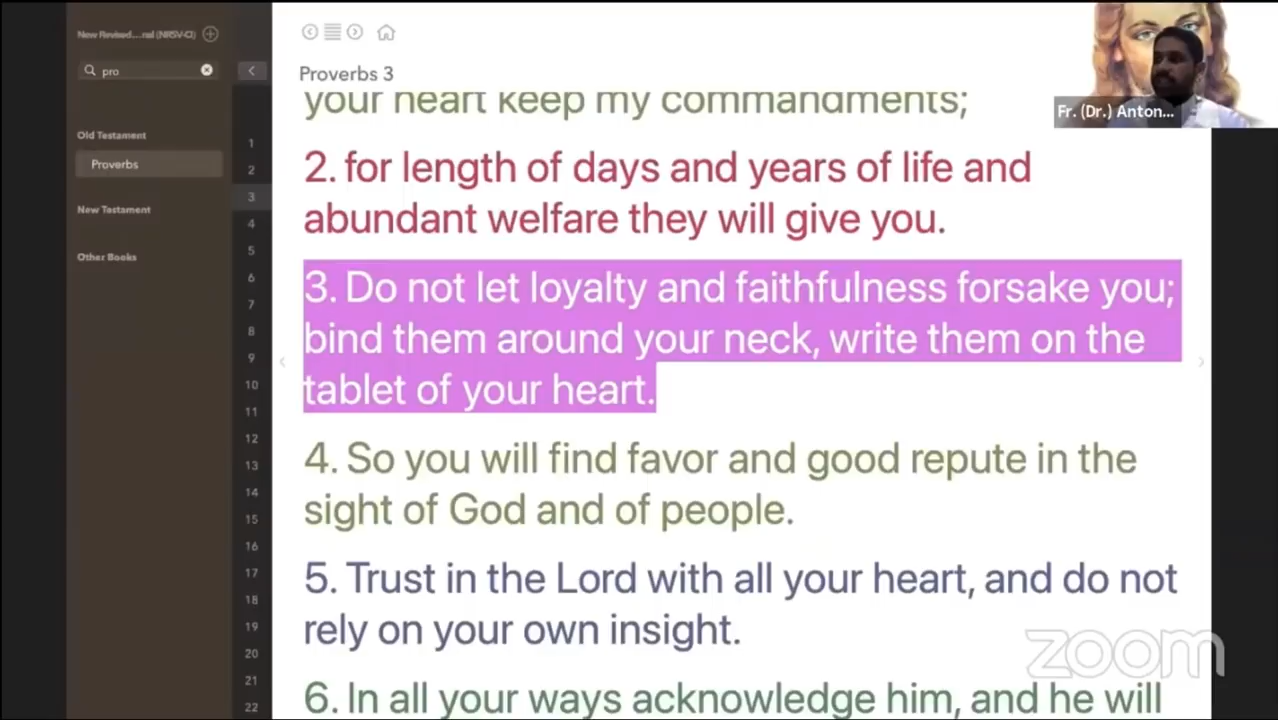 New Revised....nal (NRSV-CI)
pro
Old Testament
Proverbs
New Testament
Other Books
1
2
3
4
5
6
7
8
9
10
11
12
13
14
15
16
17
18
19
20
21
22
Proverbs 3
your heart keep my commandments;
2. for length of days and years of life and
abundant welfare they will give you.
3. Do not let loyalty and faithfulness forsake you;
bind them around your neck, write them on the
tablet of your heart.
4. So you will find favor and good repute in the
sight of God and of people.
5. Trust in the Lord with all your heart, and do not
rely on your own insight.
6. In all your ways acknowledge him, and he will
Fr. (Dr.) Anton...
zoom